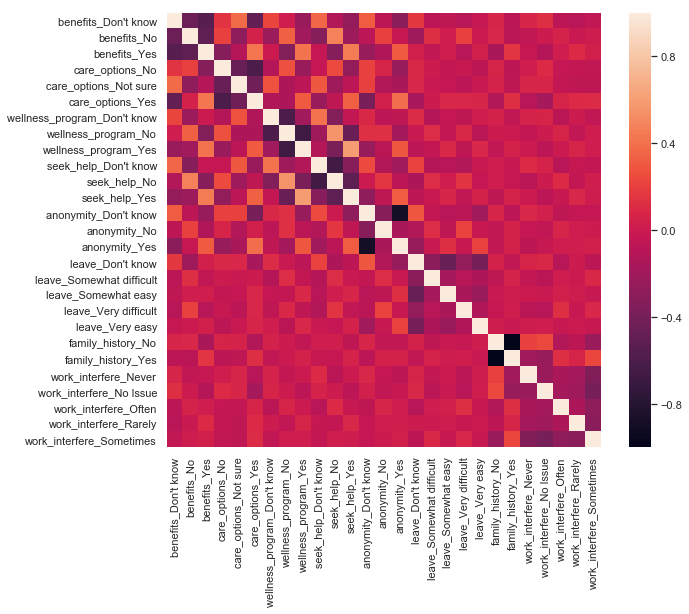 benefits_Don't know
benefits_No
benefits_Yes
care_options_No
care_options_Not sure
care_options_Yes
wellness_program_Don't know
wellness_program_No
wellness_program_Yes
seek_help_Don't know
seek_help_No
seek_help_Yes
anonymity_Don't know
anonymity_No
anonymity_Yes
leave_Don't know
leave_Somewhat difficult
leave_Somewhat easy
leave_Very difficult
leave_Very easy
family_history_No
family_history_Yes
work_interfere_Never
work_interfere_No Issue
work_interfere_Often
work_interfere_Rarely
work_interfere_Sometimes
0.8
0.4
0.0
−0.4
−0.8
benefits_Don't know
benefits_No
benefits_Yes
care_options_No
care_options_Not sure
care_options_Yes
wellness_program_Don't know
wellness_program_No
wellness_program_Yes
seek_help_Don't know
seek_help_No
seek_help_Yes
anonymity_Don't know
anonymity_No
anonymity_Yes
leave_Don't know
leave_Somewhat difficult
leave_Somewhat easy
leave_Very difficult
leave_Very easy
family_history_No
family_history_Yes
work_interfere_Never
work_interfere_No Issue
work_interfere_Often
work_interfere_Rarely
work_interfere_Sometimes